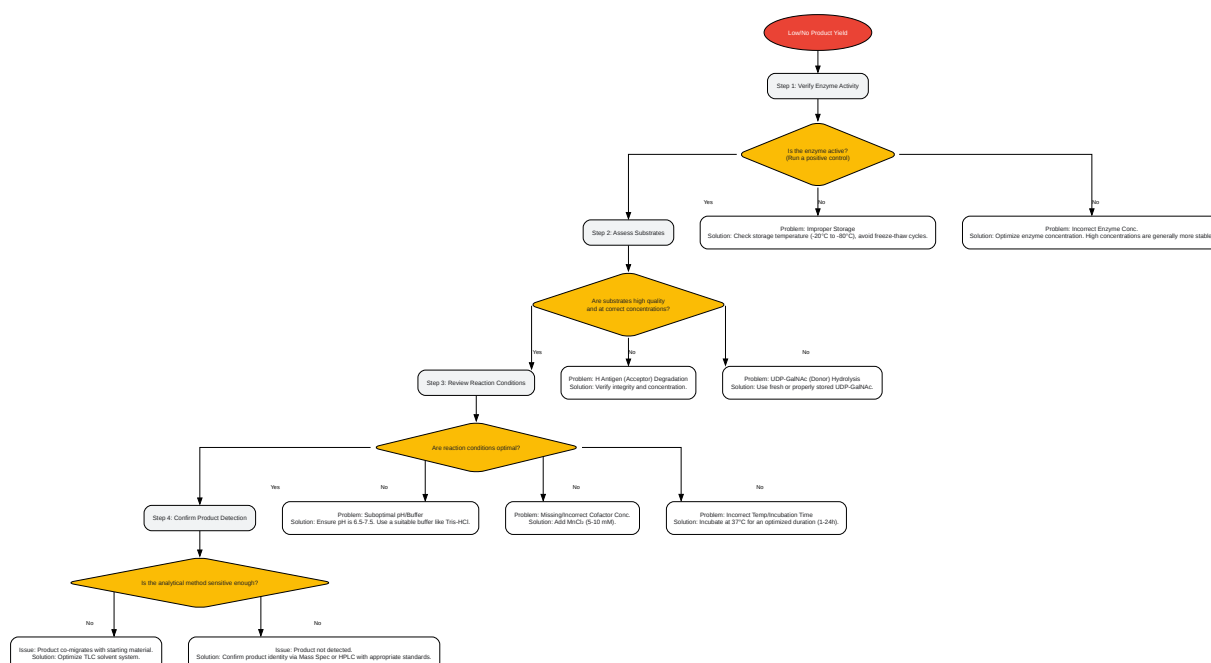 Low/No Product Yield
Step 1: Verify Enzyme Activity
Is the enzyme active?
(Run a positive control)
Yes
No
No
Step 2: Assess Substrates
Problem: Improper Storage
Solution: Check storage temperature (-20°C to -80°C), avoid freeze-thaw cycles.
Problem: Incorrect Enzyme Conc.
Solution: Optimize enzyme concentration. High concentrations are generally more stable
Are substrates high quality
and at correct concentrations?
Yes
No
No
Step 3: Review Reaction Conditions
Problem: H Antigen (Acceptor) Degradation
Solution: Verify integrity and concentration.
Problem: UDP-GalNAc (Donor) Hydrolysis
Solution: Use fresh or properly stored UDP-GalNAc.
Are reaction conditions optimal?
Yes
No
No
No
Step 4: Confirm Product Detection
Problem: Suboptimal pH/Buffer
Solution: Ensure pH is 6.5-7.5. Use a suitable buffer like Tris-HCl.
Problem: Missing/Incorrect Cofactor Conc.
Solution: Add MnCl₂ (5-10 mM).
Problem: Incorrect Temp/Incubation Time
Solution: Incubate at 37°C for an optimized duration (1-24h).
Is the analytical method sensitive enough?
No
No
Issue: Product co-migrates with starting material.
Solution: Optimize TLC solvent system.
Issue: Product not detected.
Solution: Confirm product identity via Mass Spec or HPLC with appropriate standards.